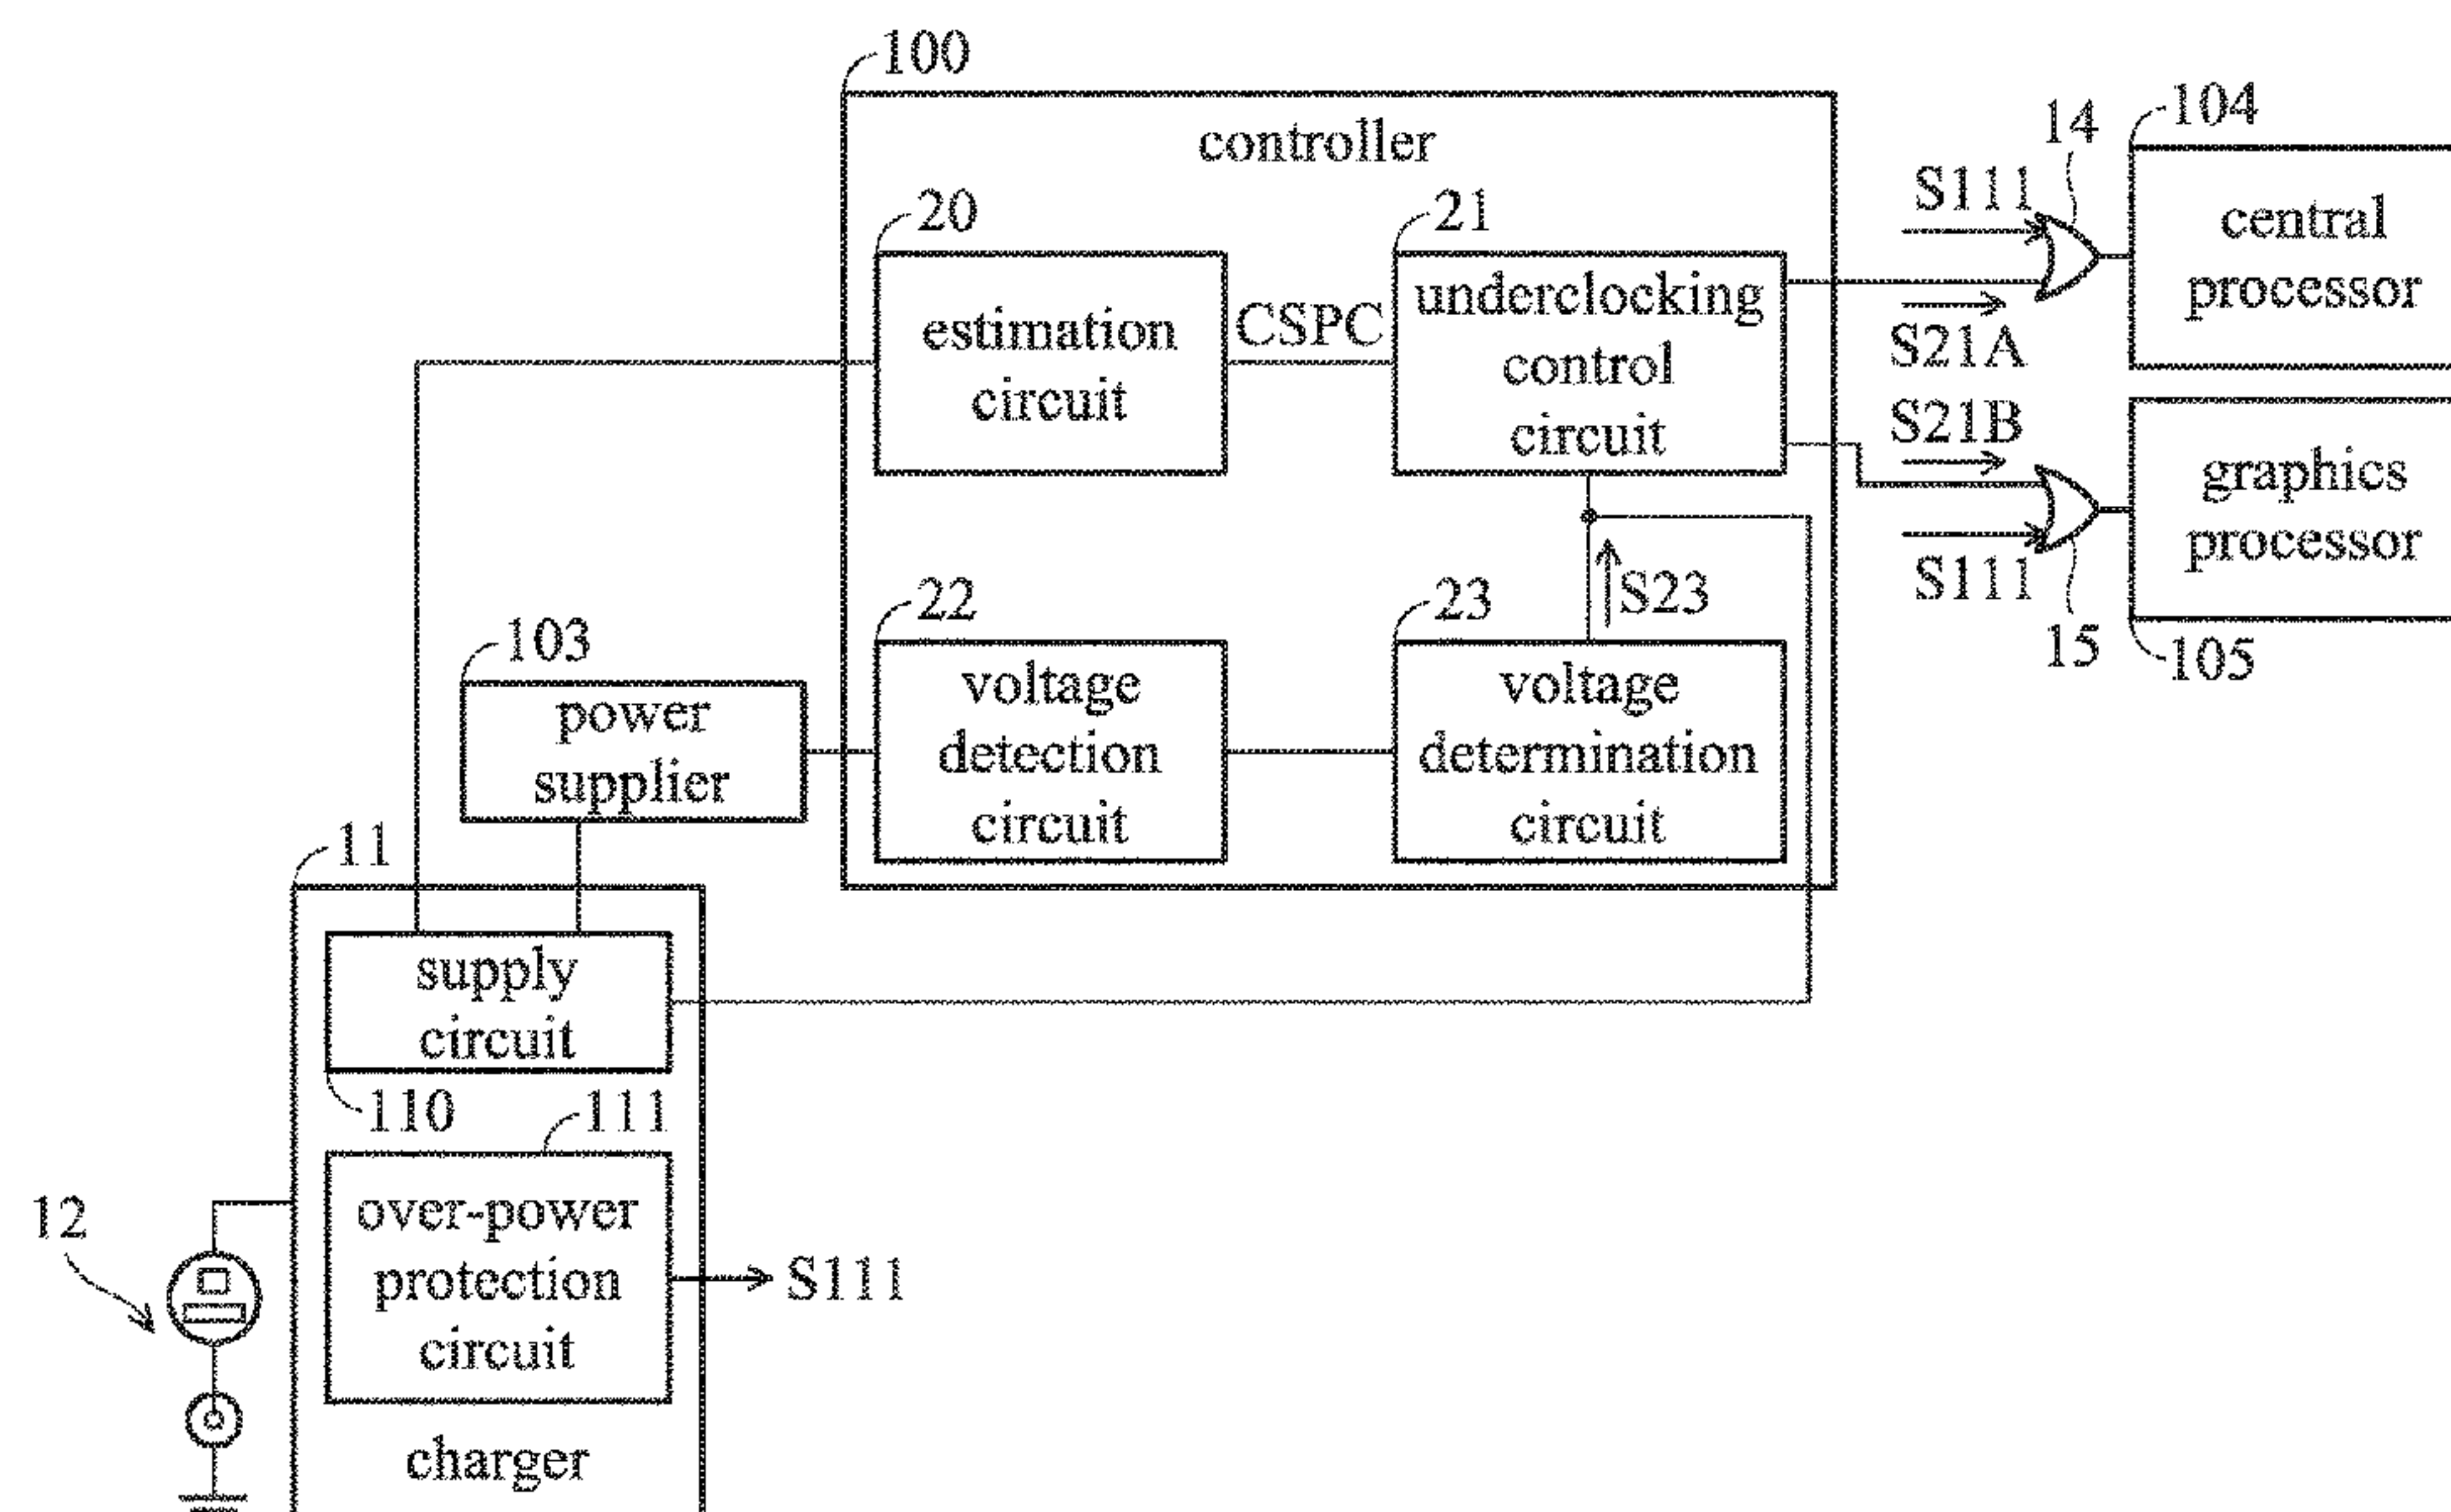 100
controller
104
14
S111
central
processor
20
21
estimation
circuit
CSPC
underclocking
control
circuit
S21A
S21B
graphics
processor
S111
15
105
22
23
S23
103
power
supplier
voltage
detection
circuit
voltage
determination
circuit
11
supply
circuit
110
111
over-power
protection
circuit
12
S111
charger